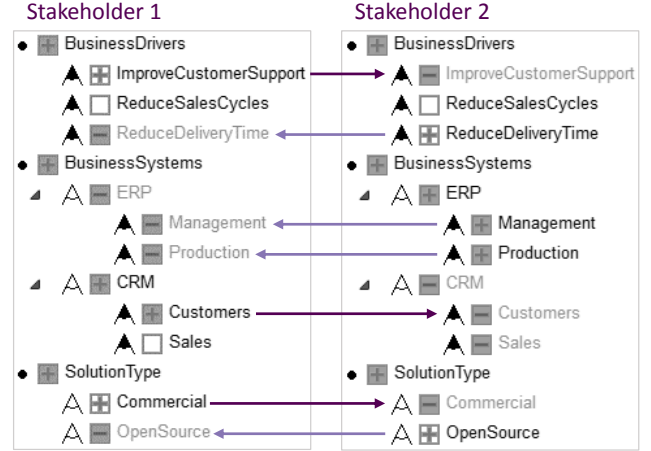 Stakeholder 1
BusinessDrivers
ImproveCustomerSupport
ReduceSalesCycles
ReduceDeliveryTime
BusinessSystems
ERP
Management
Production
CRM
Customers
Sales
SolutionType
Commercial
OpenSource
Stakeholder 2
BusinessDrivers
ImproveCustomerSupport
ReduceSalesCycles
ReduceDeliveryTime
BusinessSystems
ERP
Management
Production
CRM
Customers
Sales
SolutionType
Commercial
OpenSource